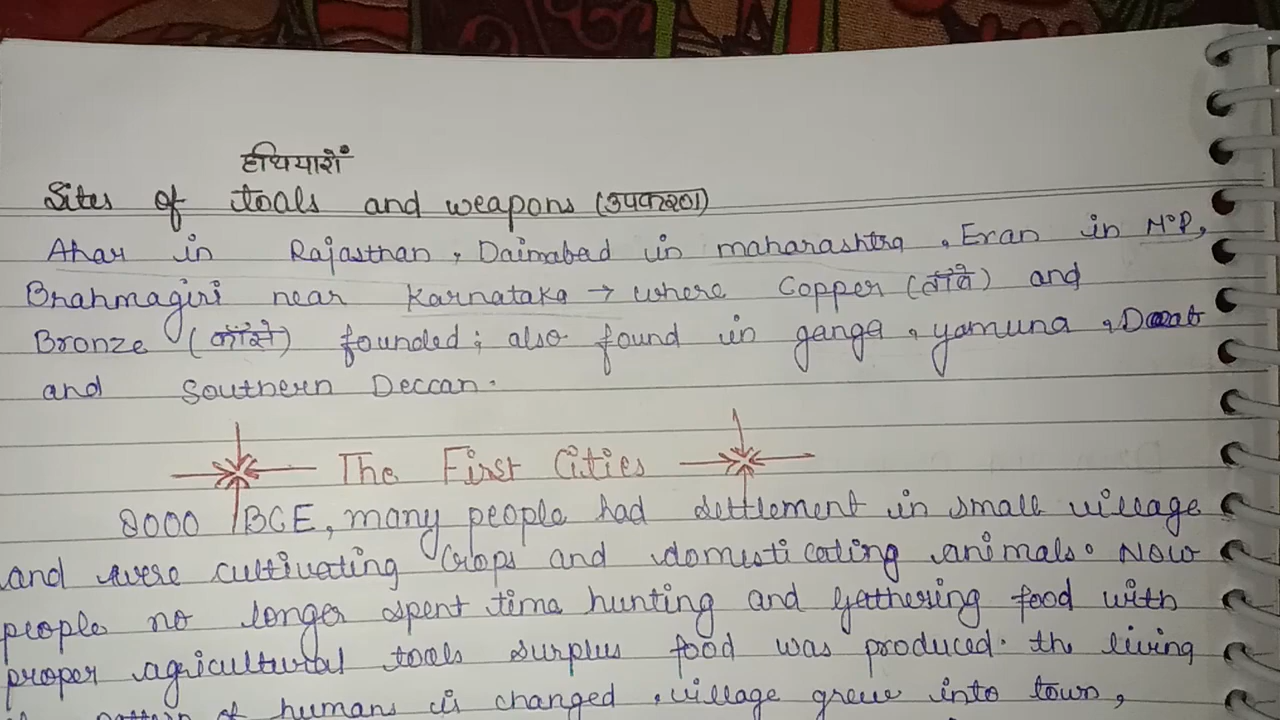 हथियारों
Sites of toals and weapons (उपकरण)
Ahar in Rajasthan, Daimabad in maharashtra, Eran in M.P,
Brahmagiri near Karnataka → where Copper (तांबे) and
Bronze (कांसे) founded; also found in ganga, yamuna,
and Southern Deccan.
The First Cities
8000 BCE, many people had settlement in small village
and were cultivating Crops and domesticating animals. Now
people no longer spent time hunting and gathering food with
proper agricultural tools surplus food was produced. the living
pattern of humans is changed, village grew into town,